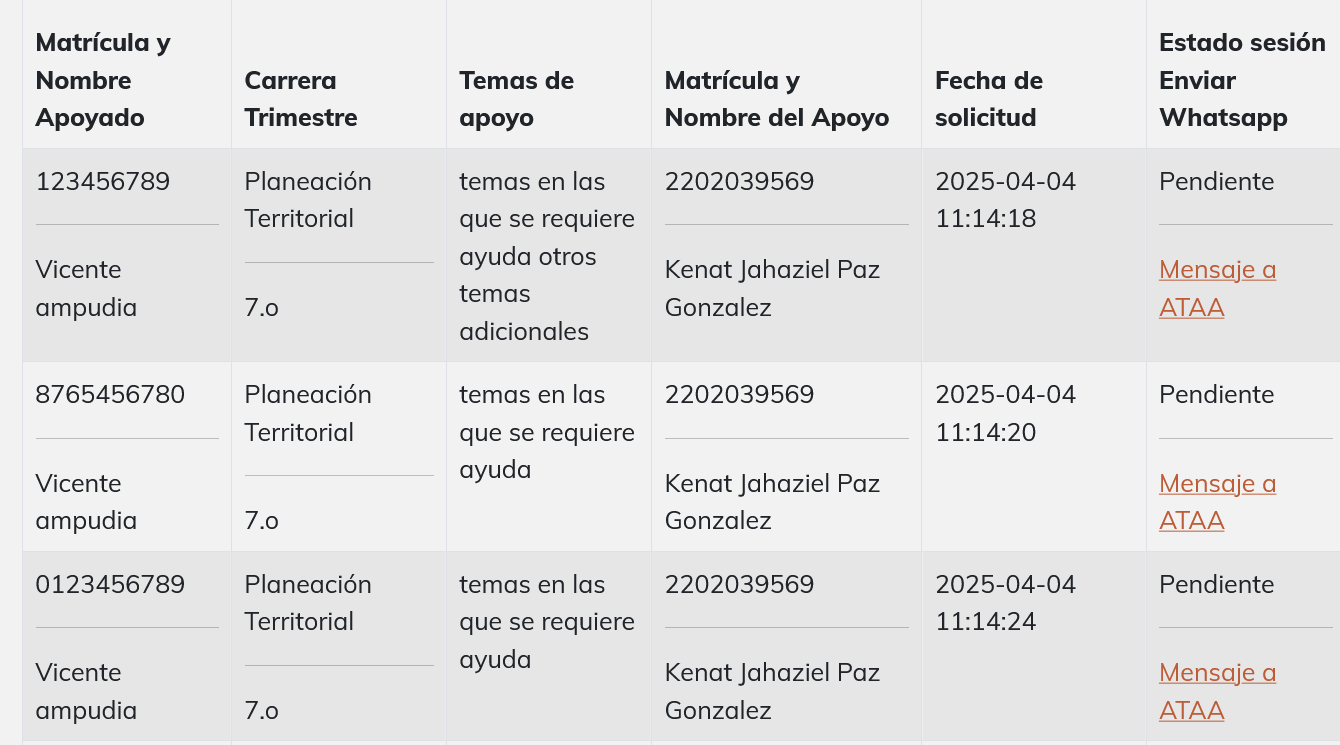 Matrícula y
Nombre
Apoyado
Carrera
Trimestre
Temas de
apoyo
Matrícula y
Nombre del Apoyo
Fecha de
solicitud
Estado sesión
Enviar
Whatsapp
123456789
Vicente
ampudia
Planeación
Territorial
7.o
temas en las
que se requiere
ayuda otros
temas
adicionales
2202039569
Kenat Jahaziel Paz
Gonzalez
2025-04-04
11:14:18
Pendiente
Mensaje a
ATAA
8765456780
Vicente
ampudia
Planeación
Territorial
7.o
temas en las
que se requiere
ayuda
2202039569
Kenat Jahaziel Paz
Gonzalez
2025-04-04
11:14:20
Pendiente
Mensaje a
ATAA
0123456789
Vicente
ampudia
Planeación
Territorial
7.o
temas en las
que se requiere
ayuda
2202039569
Kenat Jahaziel Paz
Gonzalez
2025-04-04
11:14:24
Pendiente
Mensaje a
ATAA